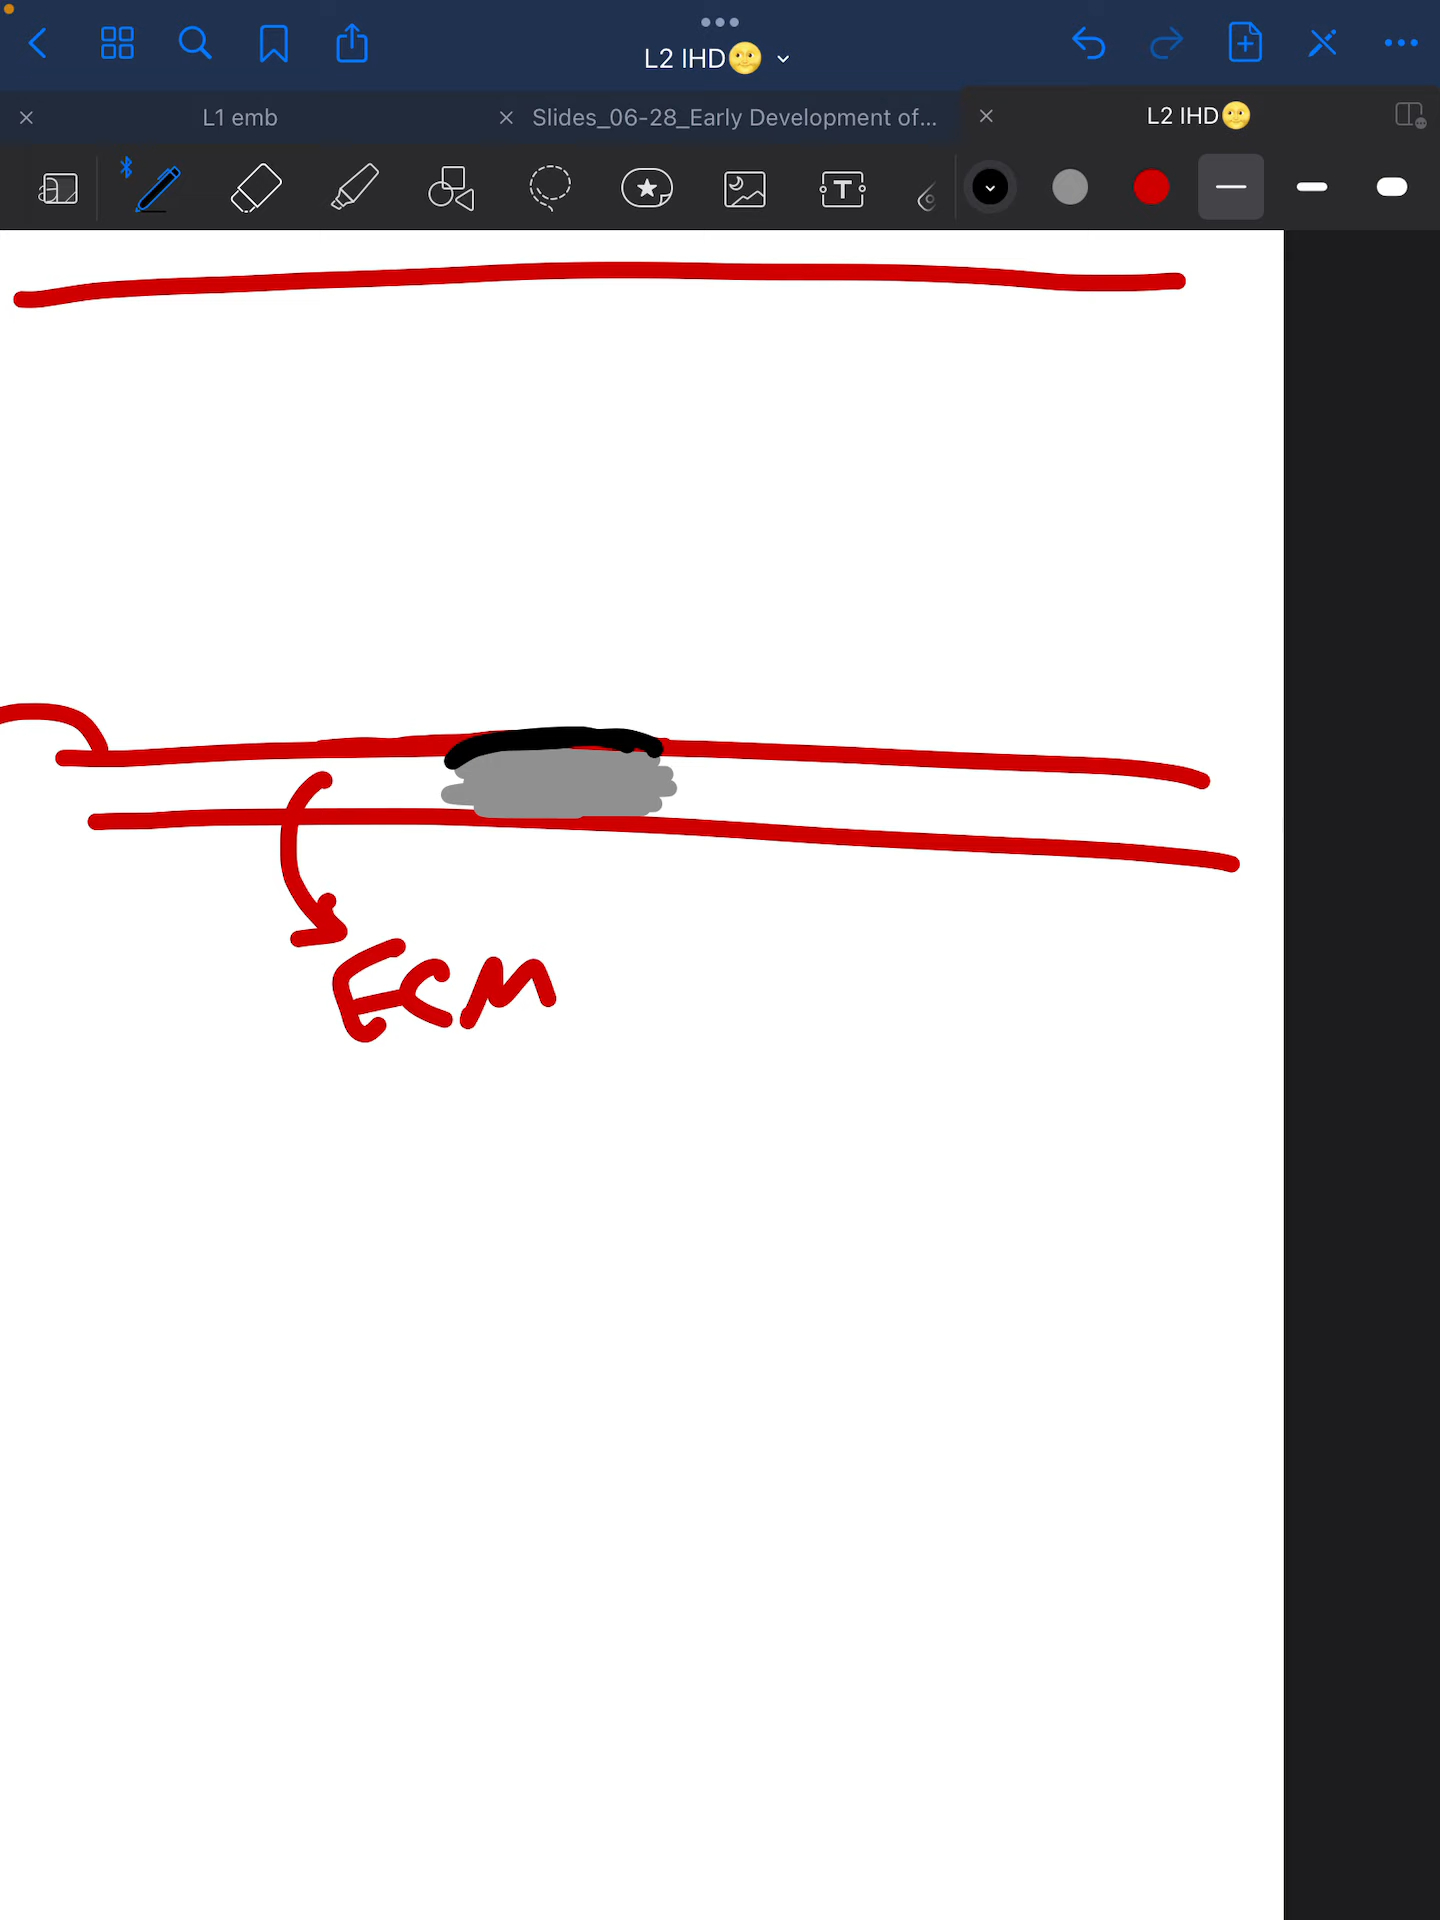 L2 IHD🌝
L1 emb
Slides_06-28_Early Development of...
L2 IHD🌝
ECM